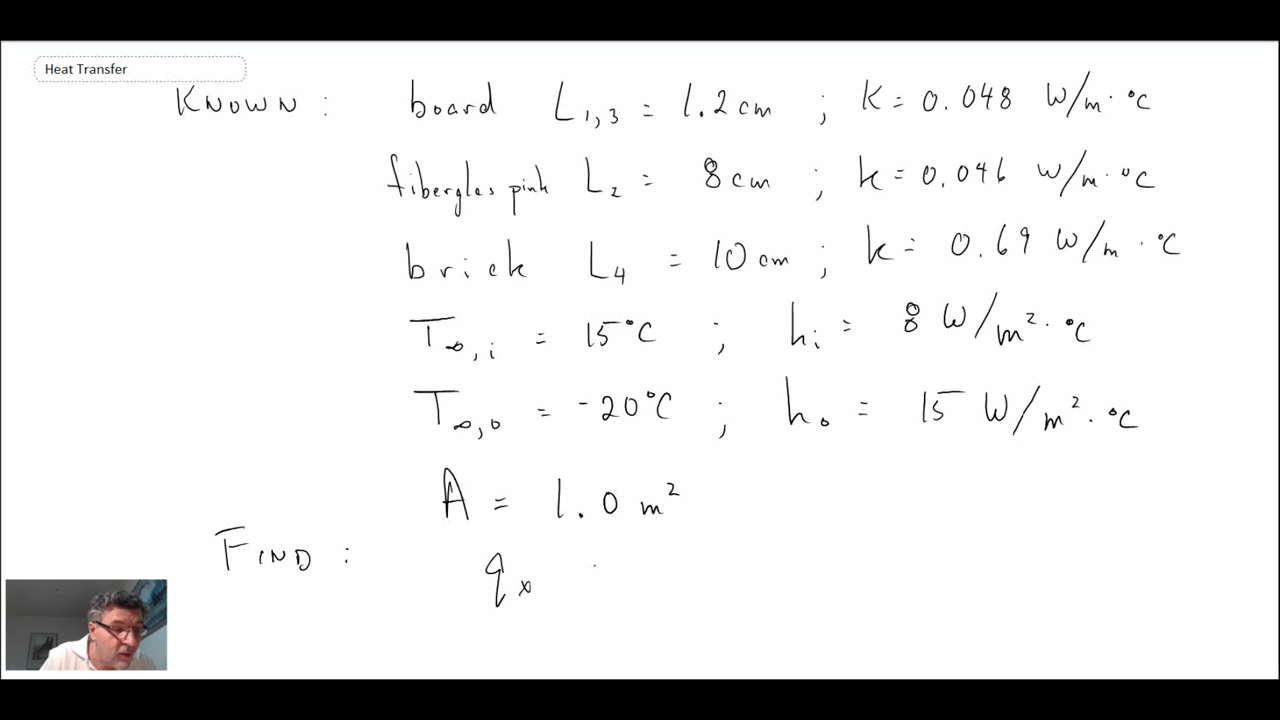 Heat Transfer
KNOWN : board L1,3 = 1.2 cm ; K = 0.048 W/m·°C
fiberglas pink L2 = 8 cm ; k = 0.046 W/m·°C
brick L4 = 10 cm ; k = 0.69 W/m·°C
T∞,i = 15°C ; hi = 8 W/m²·°C
T∞,o = -20°C ; ho = 15 W/m²·°C
A = 1.0 m²
FIND : qx